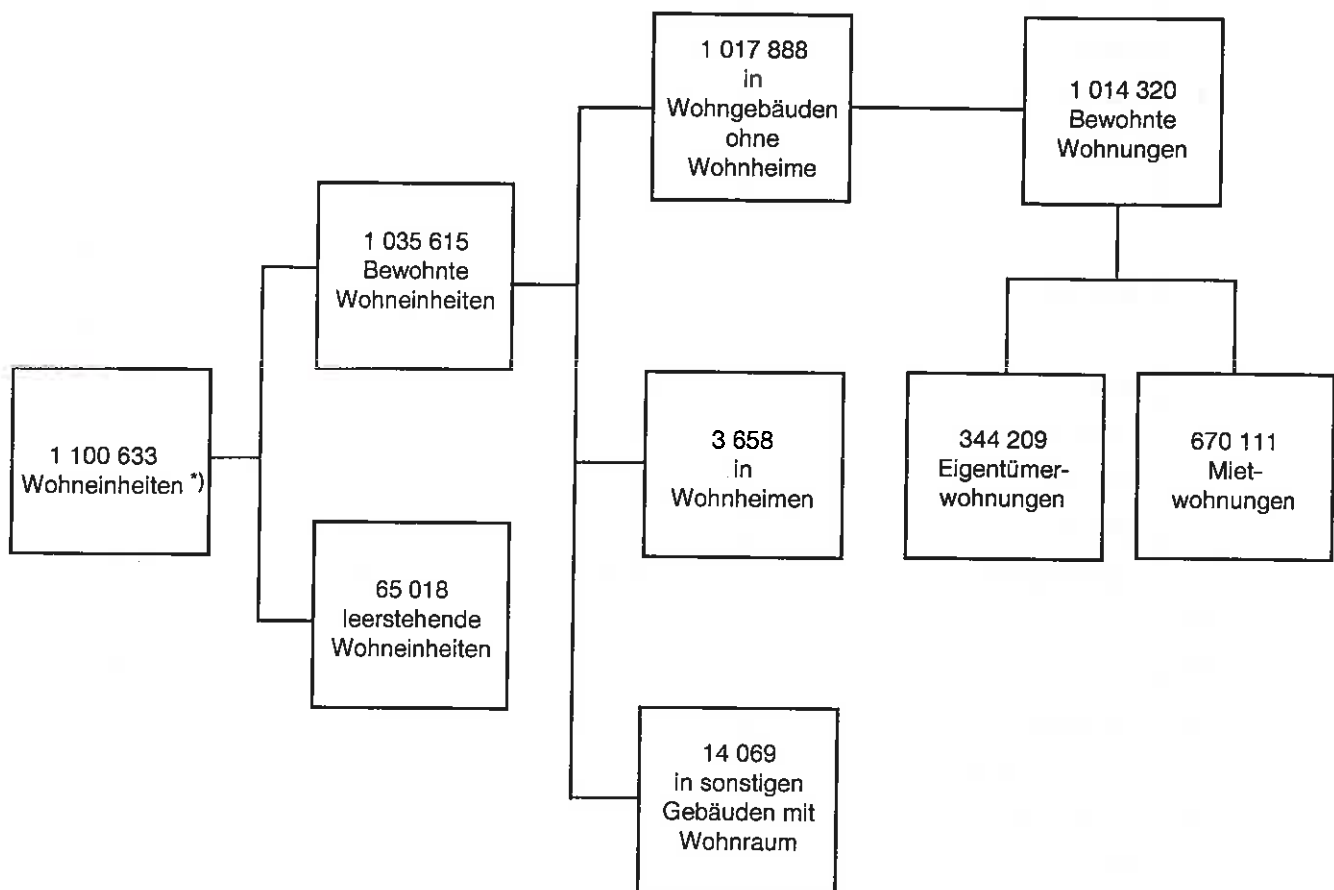 1 017 888
in
Wohngebäuden
ohne
Wohnheime
1 014 320
Bewohnte
Wohnungen
1 035 615
Bewohnte
Wohneinheiten
1 100 633
Wohneinheiten *)
3 658
in
Wohnheimen
344 209
Eigentümer-
wohnungen
670 111
Miet-
wohnungen
65 018
leerstehende
Wohneinheiten
14 069
in sonstigen
Gebäuden mit
Wohnraum